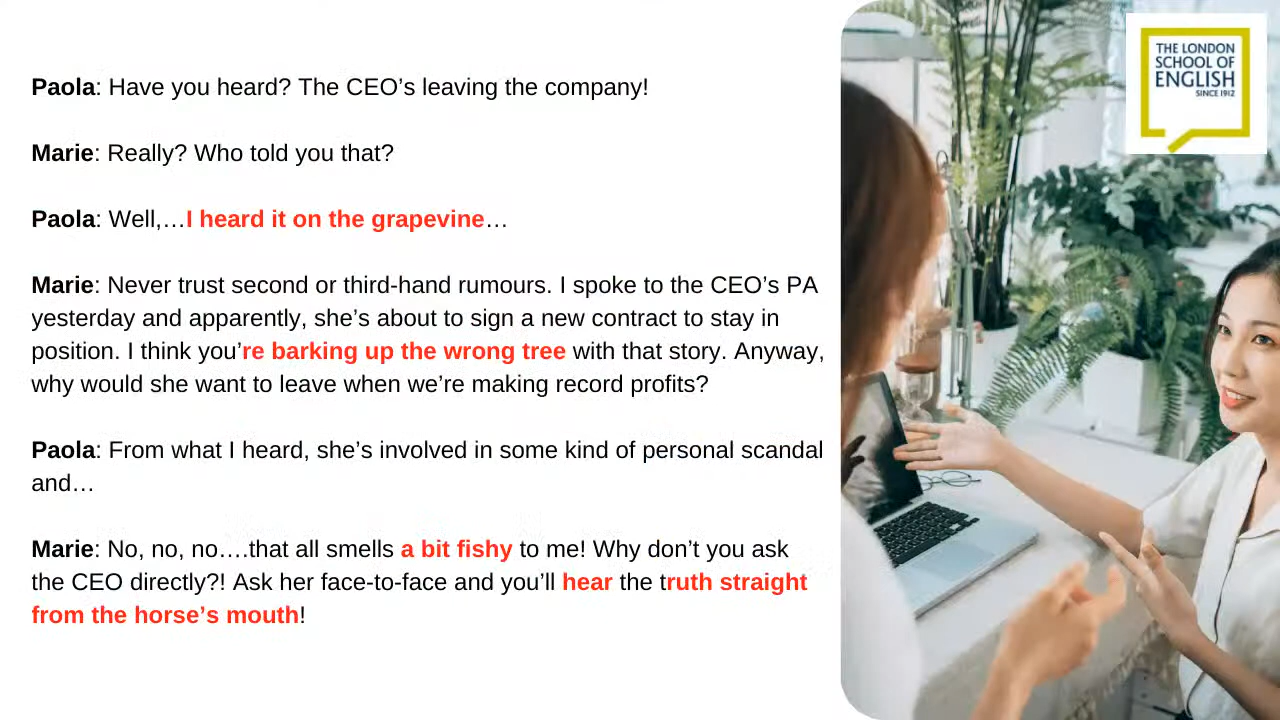 Paola: Have you heard? The CEO’s leaving the company!
Marie: Really? Who told you that?
Paola: Well,…I heard it on the grapevine…
Marie: Never trust second or third-hand rumours. I spoke to the CEO’s PA
yesterday and apparently, she’s about to sign a new contract to stay in
position. I think you’re barking up the wrong tree with that story. Anyway,
why would she want to leave when we’re making record profits?
Paola: From what I heard, she’s involved in some kind of personal scandal
and…
Marie: No, no, no….that all smells a bit fishy to me! Why don’t you ask
the CEO directly?! Ask her face-to-face and you’ll hear the truth straight
from the horse’s mouth!
THE LONDON
SCHOOL OF
ENGLISH
SINCE 1912